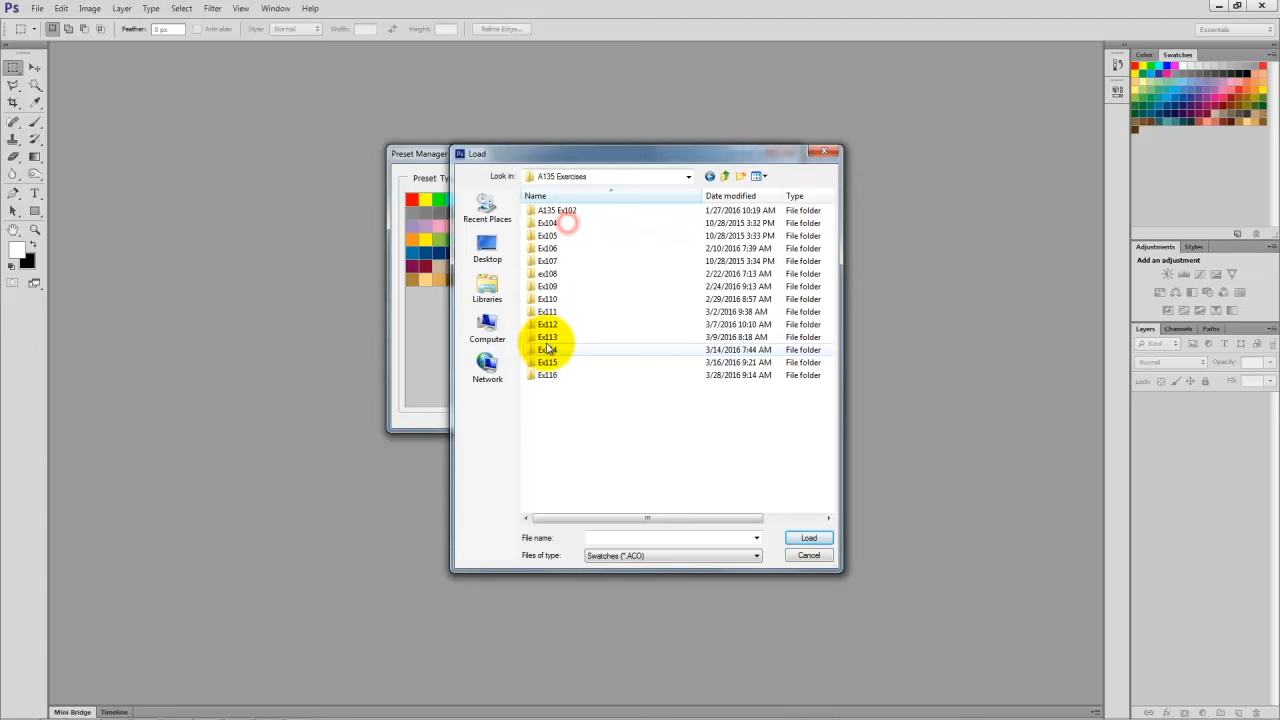 Ps File Edit Image Layer Type Select Filter View Window Help
Feather: 0 px Anti-alias Style: Normal Width: Height: Refine Edge... Essentials
Color Swatches
Preset Manager
Preset Typ
Load
Look in: A135 Exercises
Name Date modified Type
Recent Places
Desktop
Libraries
Computer
Network
A135 Ex102 1/27/2016 10:19 AM File folder
Ex104 10/28/2015 3:32 PM File folder
Ex105 10/28/2015 3:33 PM File folder
Ex106 2/10/2016 7:39 AM File folder
Ex107 10/28/2015 3:34 PM File folder
ex108 2/22/2016 7:13 AM File folder
Ex109 2/24/2016 9:13 AM File folder
Ex110 2/29/2016 8:57 AM File folder
Ex111 3/2/2016 9:38 AM File folder
Ex112 3/7/2016 10:10 AM File folder
Ex113 3/9/2016 8:18 AM File folder
Ex114 3/14/2016 7:44 AM File folder
Ex115 3/16/2016 9:21 AM File folder
Ex116 3/28/2016 9:14 AM File folder
File name: Load
Files of type: Swatches (*.ACO) Cancel
Adjustments Styles
Add an adjustment
Layers Channels Paths
Kind
Normal Opacity:
Lock: Fill:
Mini Bridge Timeline